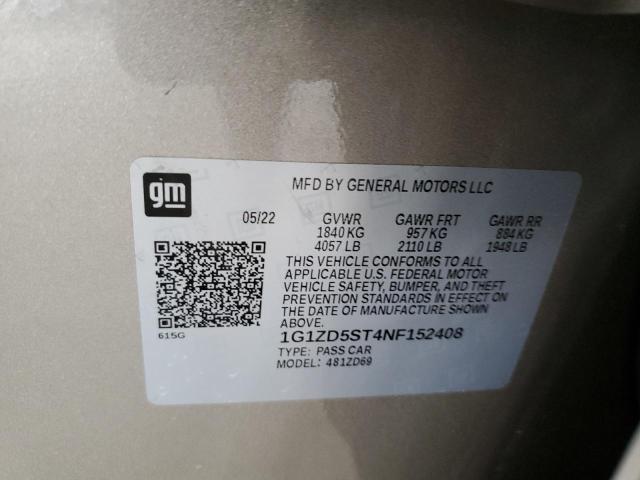 gm
MFD BY GENERAL MOTORS LLC
05/22 GVWR GAWR FRT GAWR RR
1840 KG 957 KG 884 KG
4057 LB 2110 LB 1948 LB
THIS VEHICLE CONFORMS TO ALL
APPLICABLE U.S. FEDERAL MOTOR
VEHICLE SAFETY, BUMPER, AND THEFT
PREVENTION STANDARDS IN EFFECT ON
THE DATE OF MANUFACTURE SHOWN
ABOVE.
615G
1G1ZD5ST4NF152408
TYPE: PASS CAR
MODEL: 481ZD69